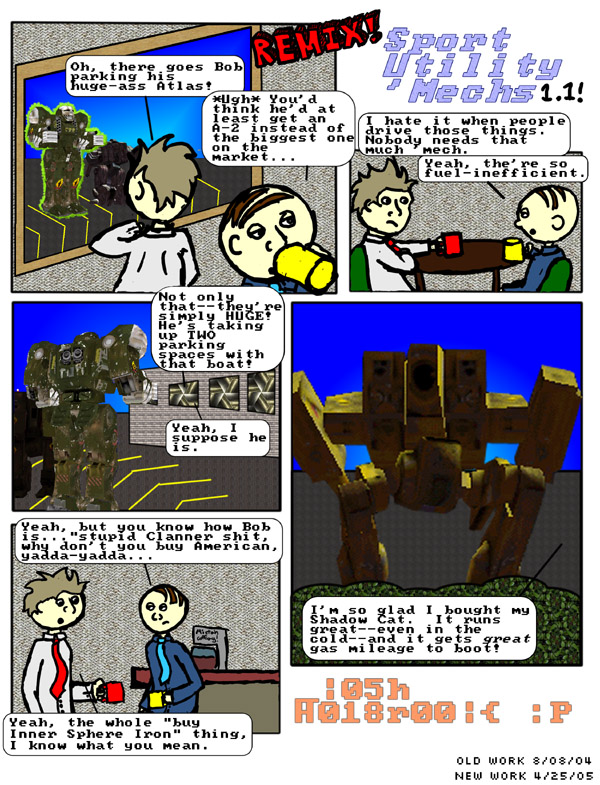 REMIX!
Sport
Utility
'Mechs 1.1!
Oh, there goes Bob
parking his
huge-ass Atlas!
*Ugh* You'd
think he'd at
least get an
A-2 instead of
the biggest one
on the
market...
I hate it when people
drive those things.
Nobody needs that
much 'mech.
Yeah, the're so
fuel-inefficient.
Not only
that--they're
simply HUGE!
He's taking
up TWO
parking
spaces with
that boat!
Yeah, I
suppose he
is.
Yeah, but you know how Bob
is..."stupid Clanner shit,
why don't you buy American,
yadda-yadda...
Yeah, the whole "buy
Inner Sphere Iron" thing,
I know what you mean.
I'm so glad I bought my
Shadow Cat. It runs
great--even in the
cold--and it gets great
gas mileage to boot!
:05h
H018r00:{ :P
OLD WORK 8/08/04
NEW WORK 4/25/05